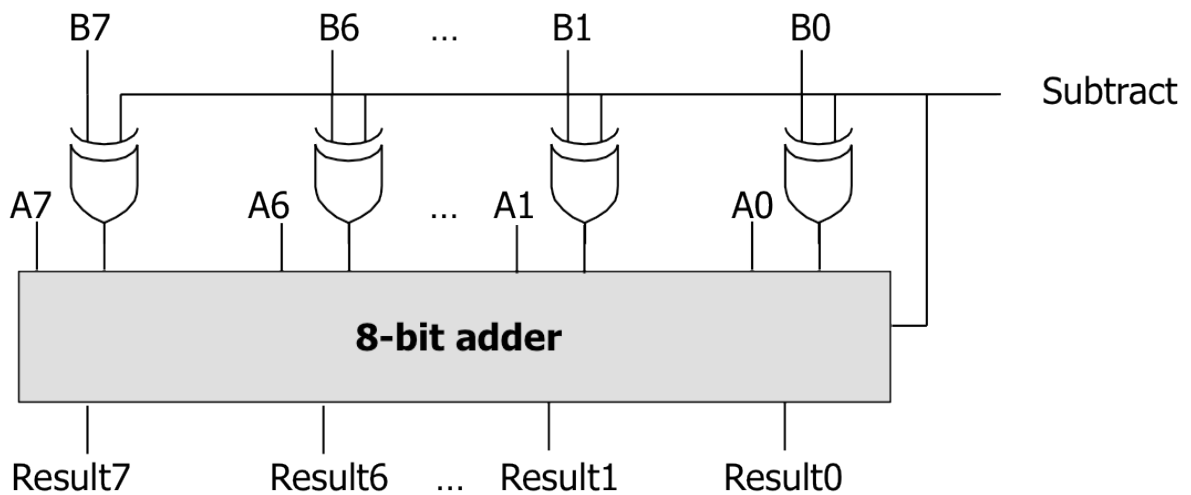 B7 B6 ... B1 B0
Subtract
A7 A6 ... A1 A0
8-bit adder
Result7 Result6 ... Result1 Result0